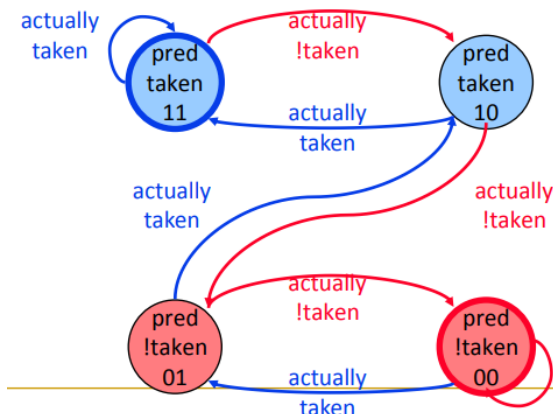 actually
taken
pred
taken
11
actually
!taken
pred
taken
10
actually
taken
actually
taken
actually
!taken
pred
!taken
01
actually
!taken
pred
!taken
00
actually
taken